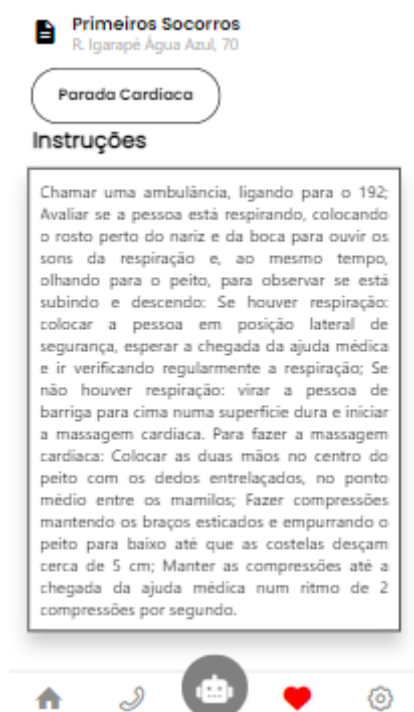 Primeiros Socorros
R. Igarapé Água Azul, 70
Parada Cardiaca
Instruções
Chamar uma ambulância, ligando para o 192;
Avaliar se a pessoa está respirando, colocando
o rosto perto do nariz e da boca para ouvir os
sons da respiração e, ao mesmo tempo,
olhando para o peito, para observar se está
subindo e descendo: Se houver respiração:
colocar a pessoa em posição lateral de
segurança, esperar a chegada da ajuda médica
e ir verificando regularmente a respiração; Se
não houver respiração: virar a pessoa de
barriga para cima numa superfície dura e iniciar
a massagem cardíaca. Para fazer a massagem
cardíaca: Colocar as duas mãos no centro do
peito com os dedos entrelaçados, no ponto
médio entre os mamilos; Fazer compressões
mantendo os braços esticados e empurrando o
peito para baixo até que as costelas desçam
cerca de 5 cm; Manter as compressões até a
chegada da ajuda médica num ritmo de 2
compressões por segundo.